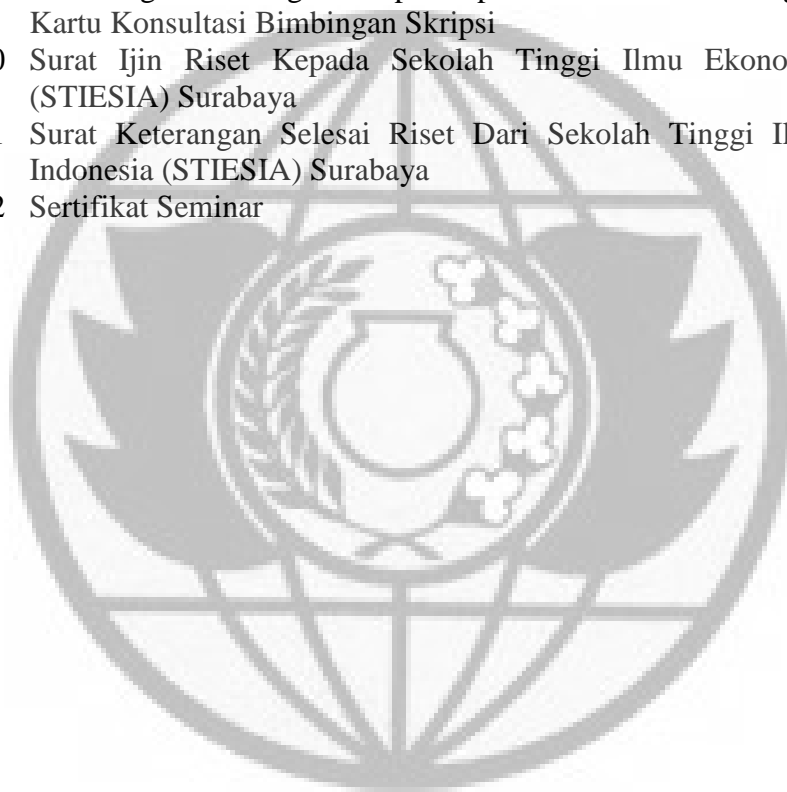 Kartu Konsultasi Bimbingan Skripsi
0 Surat Ijin Riset Kepada Sekolah Tinggi Ilmu Ekono
(STIESIA) Surabaya
Surat Keterangan Selesai Riset Dari Sekolah Tinggi
Indonesia (STIESIA) Surabaya
2 Sertifikat Seminar